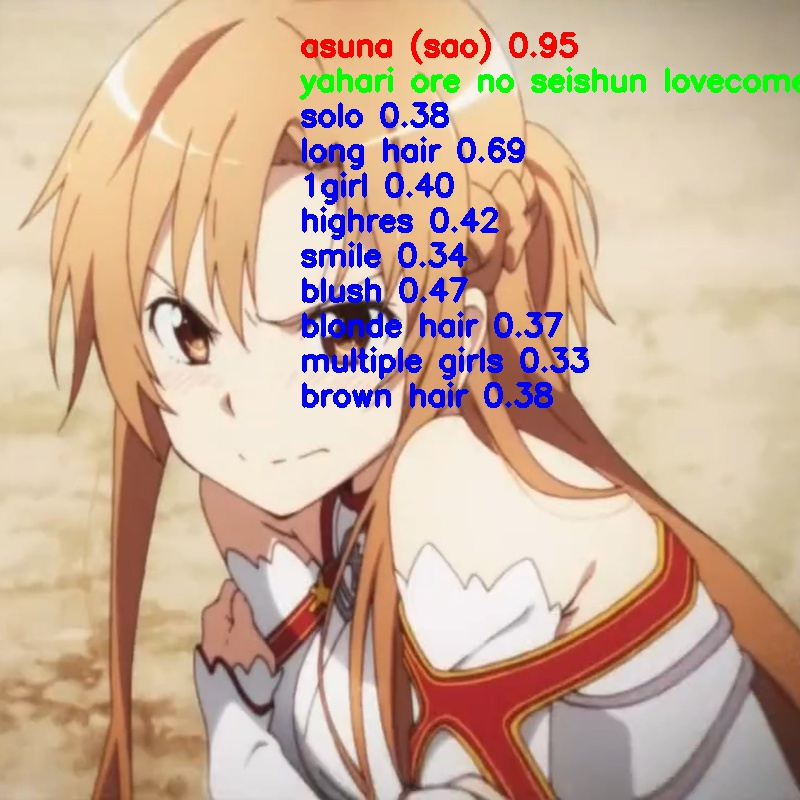 asuna (sao) 0.95
yahari ore no seishun lovecome
solo 0.38
long hair 0.69
1girl 0.40
highres 0.42
smile 0.34
blush 0.47
blonde hair 0.37
multiple girls 0.33
brown hair 0.38